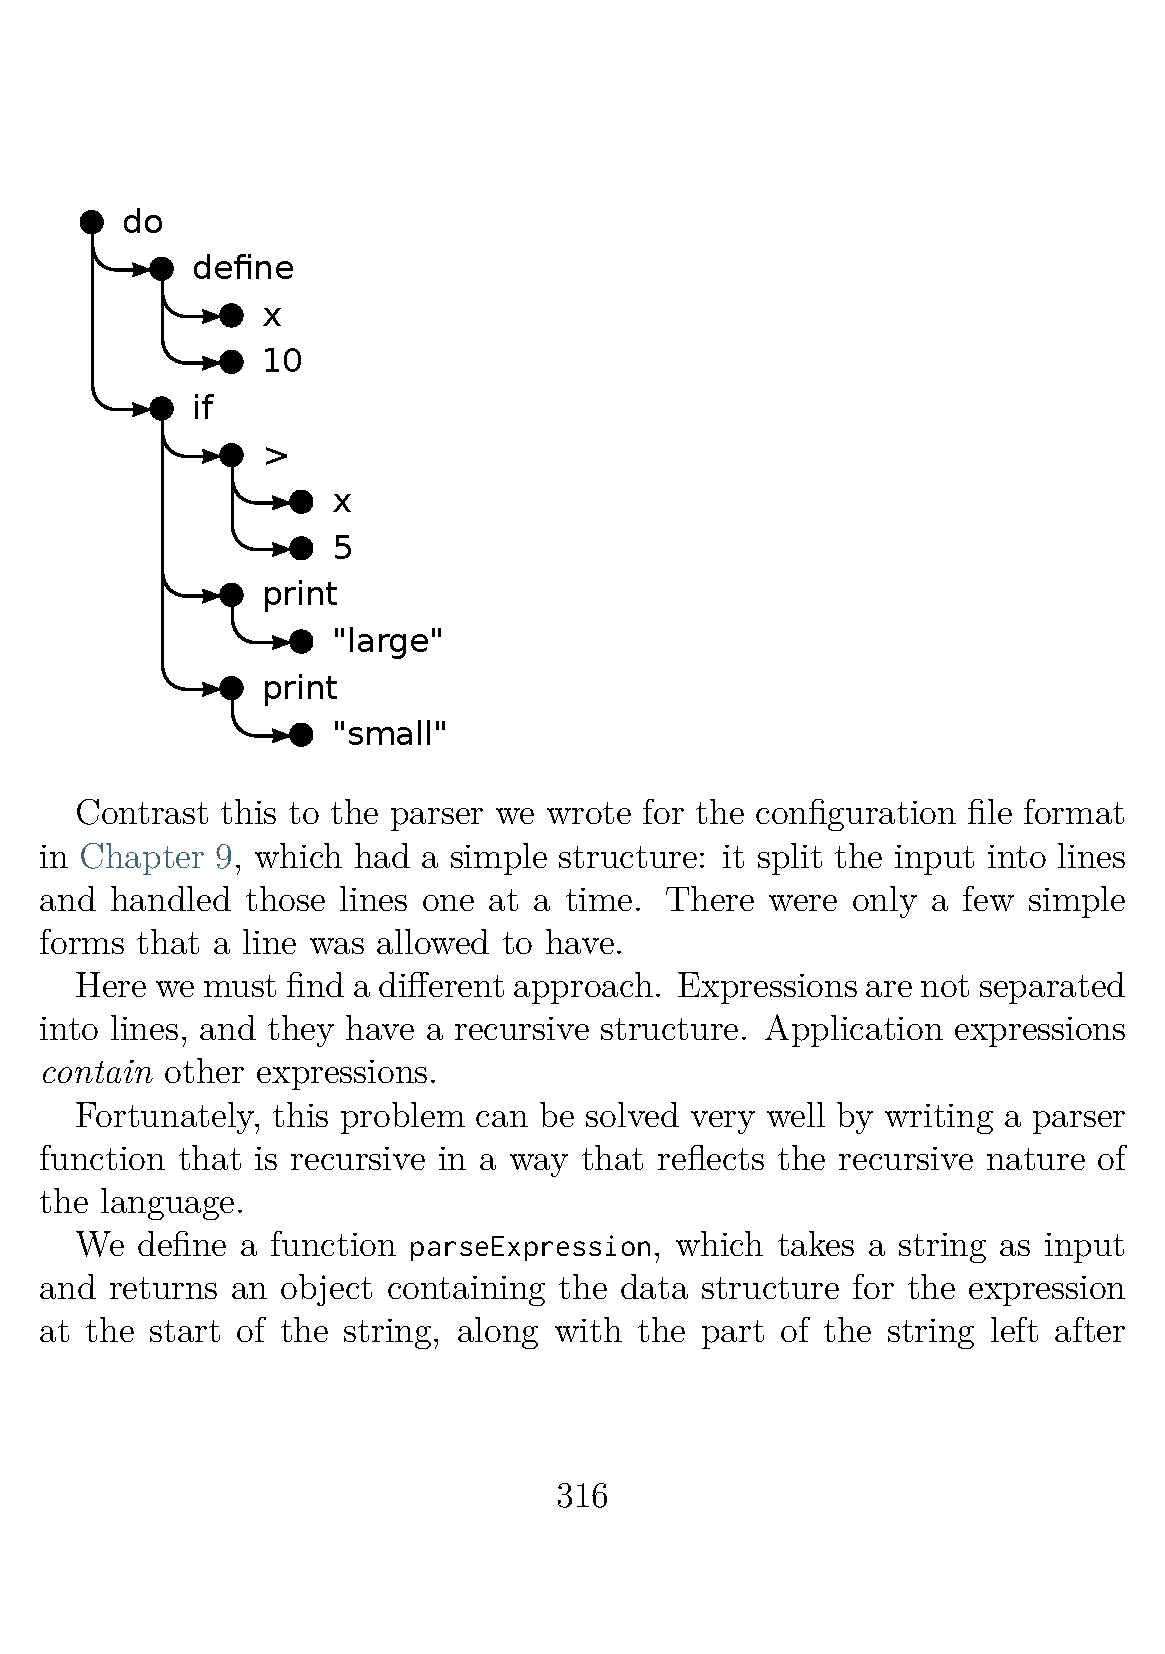 do
define
x
10
if
>
x
5
print
"large"
print
"small"
Contrast this to the parser we wrote for the configuration file format
in Chapter 9, which had a simple structure: it split the input into lines
and handled those lines one at a time. There were only a few simple
forms that a line was allowed to have.
Here we must find a different approach. Expressions are not separated
into lines, and they have a recursive structure. Application expressions
contain other expressions.
Fortunately, this problem can be solved very well by writing a parser
function that is recursive in a way that reflects the recursive nature of
the language.
We define a function parseExpression, which takes a string as input
and returns an object containing the data structure for the expression
at the start of the string, along with the part of the string left after
316